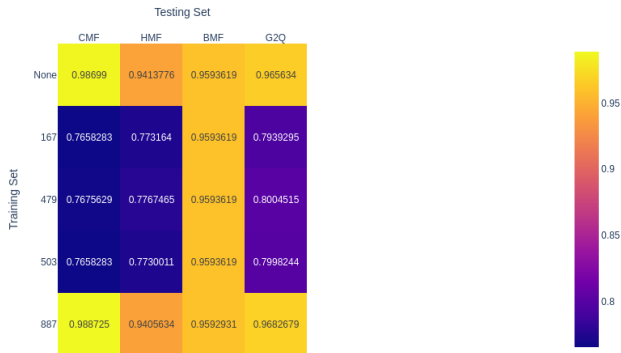 Testing Set
CMF HMF BMF G2Q
None 0.98699 0.9413776 0.9593619 0.965634
167 0.7658283 0.773164 0.9593619 0.7939295
479 0.7675629 0.7767465 0.9593619 0.8004515
503 0.7658283 0.7730011 0.9593619 0.7998244
887 0.988725 0.9405634 0.9592931 0.9682679
Training Set
0.95
0.9
0.85
0.8